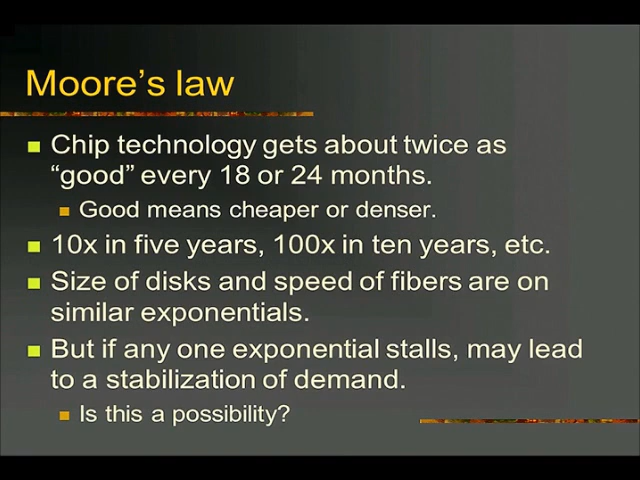 Moore’s law
Chip technology gets about twice as
“good” every 18 or 24 months.
Good means cheaper or denser.
10x in five years, 100x in ten years, etc.
Size of disks and speed of fibers are on
similar exponentials.
But if any one exponential stalls, may lead
to a stabilization of demand.
Is this a possibility?